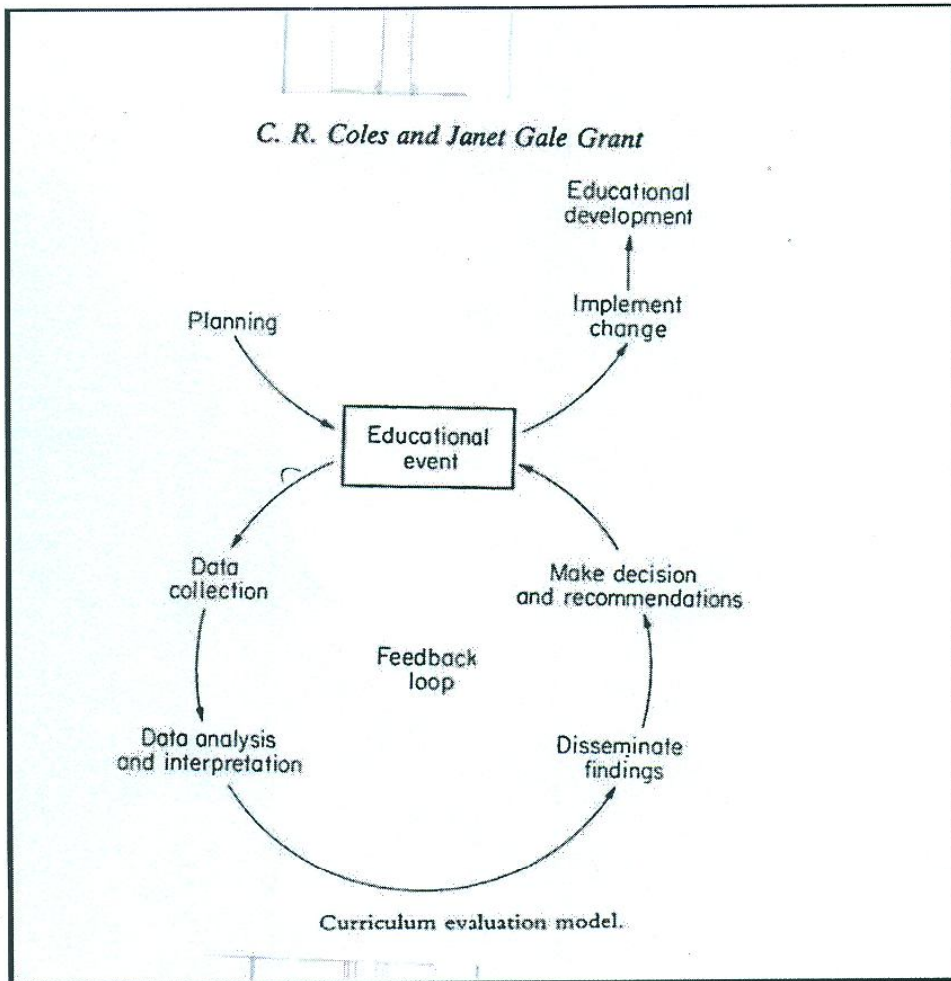 C. R. Coles and Janet Gale Grant
Educational
development
Implement
change
Planning
Educational
event
Data
collection
Make decision
and recommendations
Feedback
loop
Data analysis
and interpretation
Disseminate
findings
Curriculum evaluation model.